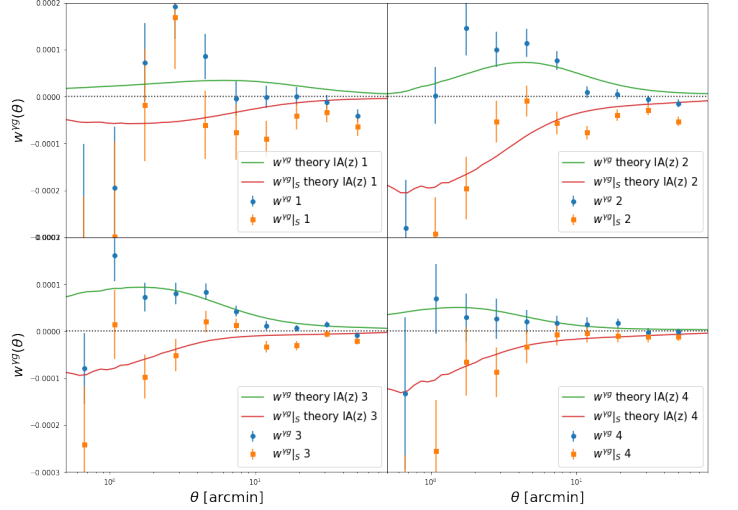 0.0002
0.0001
0.0000
−0.0001
−0.0002
w^γg(θ)
w^γg theory IA(z) 1
w^γg|_S theory IA(z) 1
w^γg 1
w^γg|_S 1
w^γg theory IA(z) 2
w^γg|_S theory IA(z) 2
w^γg 2
w^γg|_S 2
0.0001
0.0000
−0.0001
−0.0002
−0.0003
w^γg(θ)
w^γg theory IA(z) 3
w^γg|_S theory IA(z) 3
w^γg 3
w^γg|_S 3
w^γg theory IA(z) 4
w^γg|_S theory IA(z) 4
w^γg 4
w^γg|_S 4
10^0 10^1 10^0 10^1
θ [arcmin] θ [arcmin]